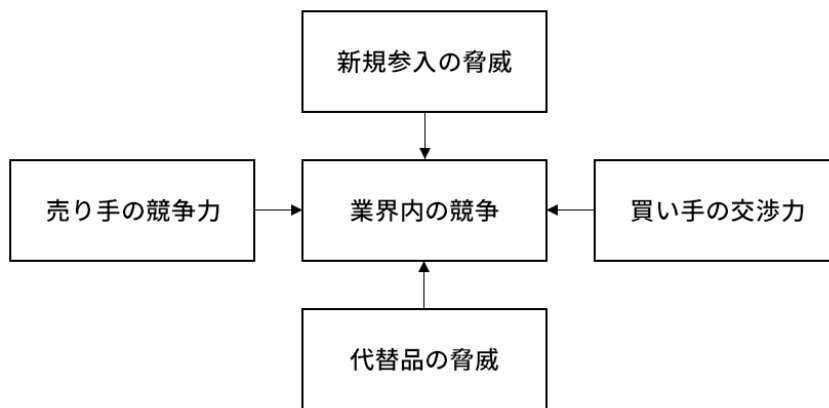 新規参入の脅威
売り手の競争力
業界内の競争
買い手の交渉力
代替品の脅威